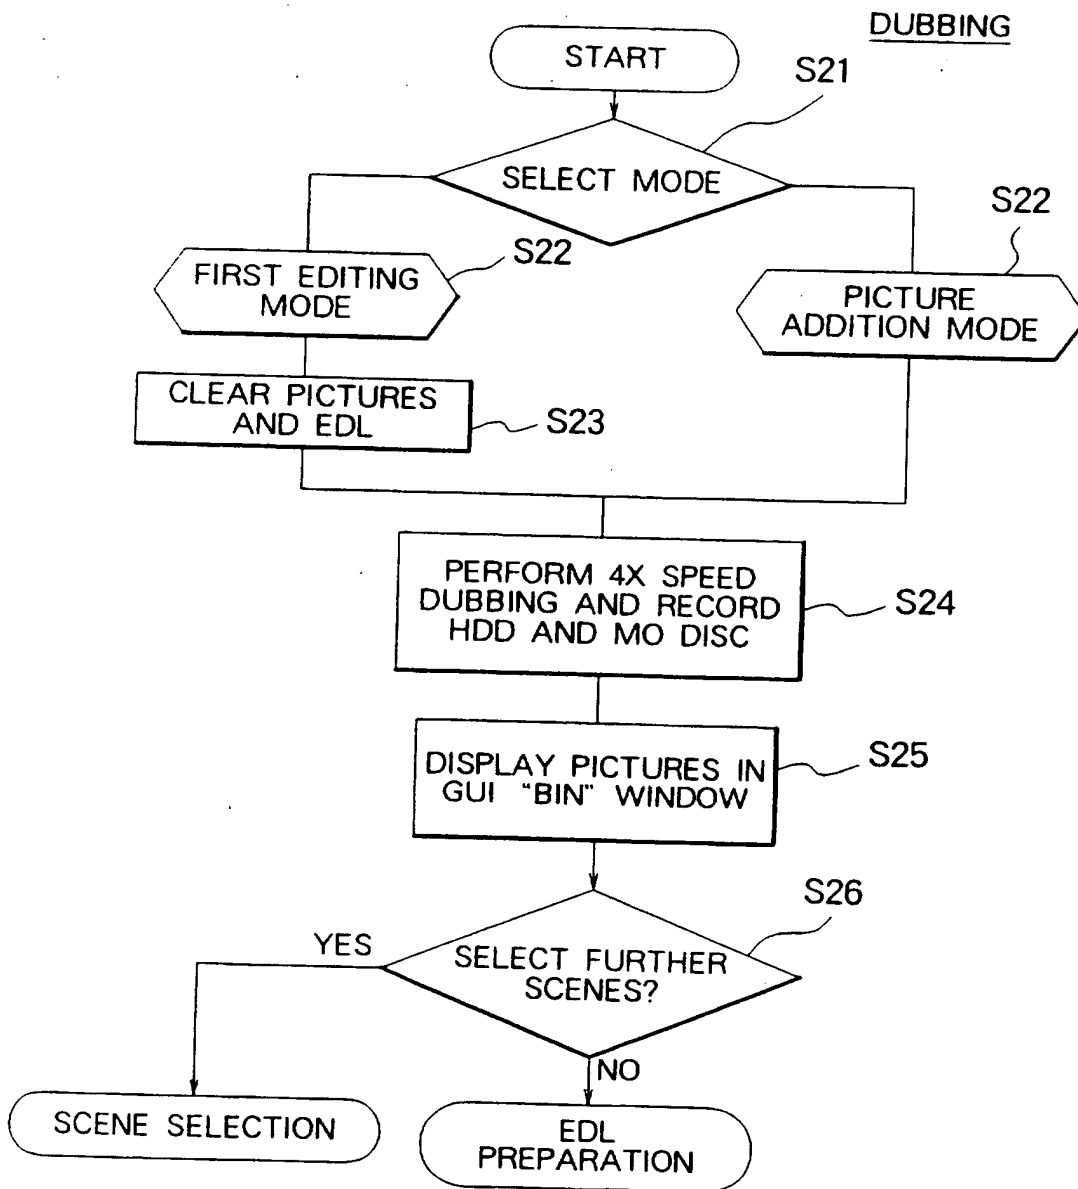 DUBBING
START
S21
SELECT MODE
S22
S22
FIRST EDITING
MODE
PICTURE
ADDITION MODE
CLEAR PICTURES
AND EDL
S23
PERFORM 4X SPEED
DUBBING AND RECORD
HDD AND MO DISC
S24
DISPLAY PICTURES IN
GUI "BIN" WINDOW
S25
S26
YES
SELECT FURTHER
SCENES?
NO
SCENE SELECTION
EDL
PREPARATION